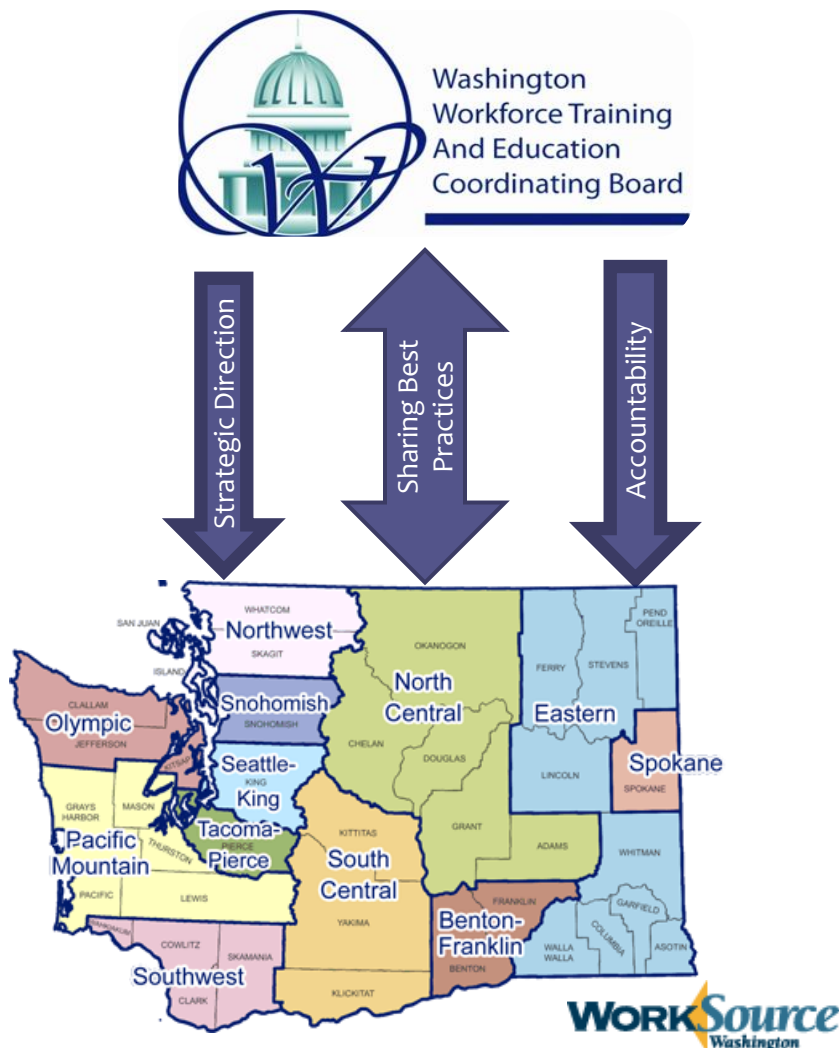 Washington
Workforce Training
And Education
Coordinating Board
Strategic Direction
Sharing Best
Practices
Accountability
WHATCOM
SAN JUAN
Northwest
SKAGIT
ISLAND
OKANOGON
PEND
OREILLE
FERRY
STEVENS
CLALLAM
Olympic
JEFFERSON
KITSAP
Snohomish
SNOHOMISH
North
Central
CHELAN
DOUGLAS
Eastern
Seattle-
KING
King
LINCOLN
Spokane
SPOKANE
GRAYS
HARBOR
MASON
Pacific
Mountain
THURSTON
Tacoma-
PIERCE
Pierce
KITTITAS
GRANT
ADAMS
WHITMAN
South
Central
PACIFIC
LEWIS
YAKIMA
FRANKLIN
Benton-
Franklin
BENTON
GARFIELD
COLUMBIA
WALLA
WALLA
ASOTIN
WAHKIAKUM
COWLITZ
SKAMANIA
Southwest
CLARK
KLICKITAT
WORKSource
Washington